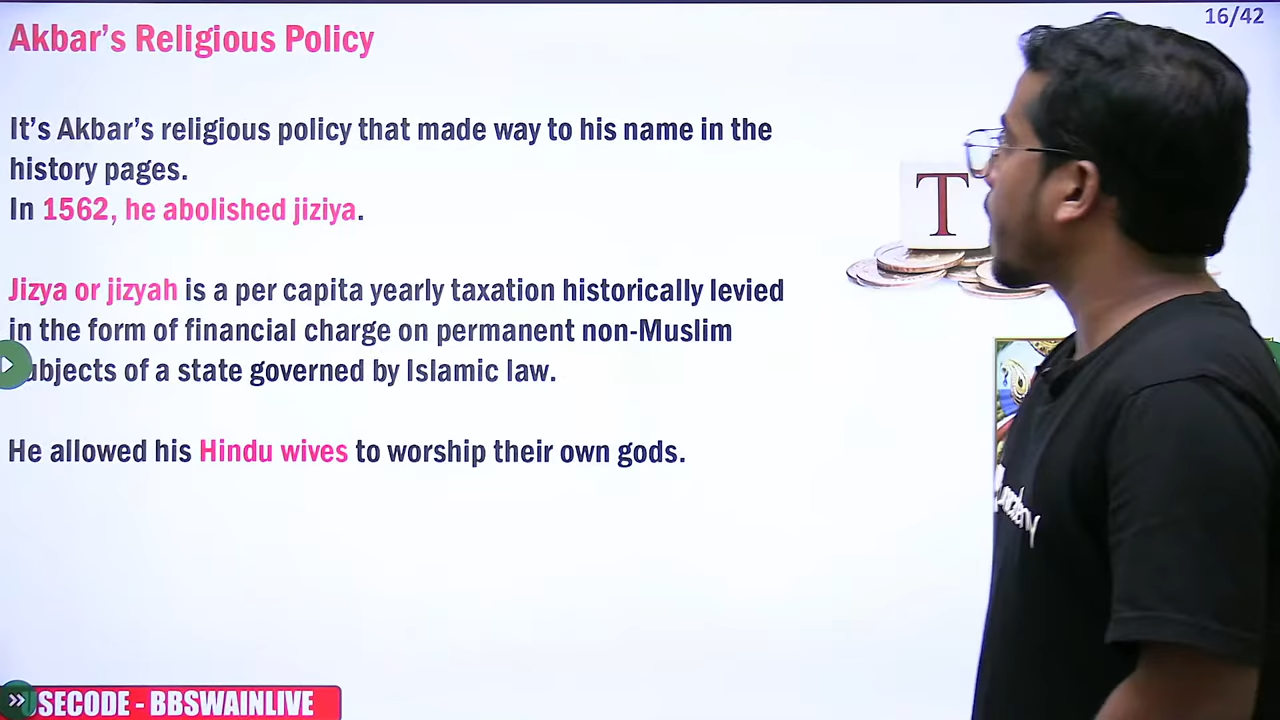 16/42
Akbar's Religious Policy
It's Akbar's religious policy that made way to his name in the
history pages.
In 1562, he abolished jiziya.
T
Jizya or jizyah is a per capita yearly taxation historically levied
in the form of financial charge on permanent non-Muslim
subjects of a state governed by Islamic law.
He allowed his Hindu wives to worship their own gods.
USECODE - BBSWAINLIVE